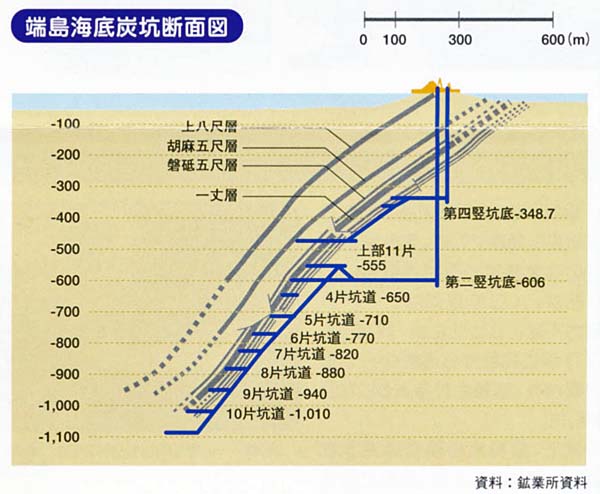 端島海底炭坑断面図
0 100 300 600(m)
-100
-200
-300
-400
-500
-600
-700
-800
-900
-1,000
-1,100
上八尺層
胡麻五尺層
磐砥五尺層
一丈層
第四竪坑底-348.7
上部11片
-555
第二竪坑底-606
4片坑道 -650
5片坑道 -710
6片坑道 -770
7片坑道 -820
8片坑道 -880
9片坑道 -940
10片坑道 -1,010
資料：鉱業所資料